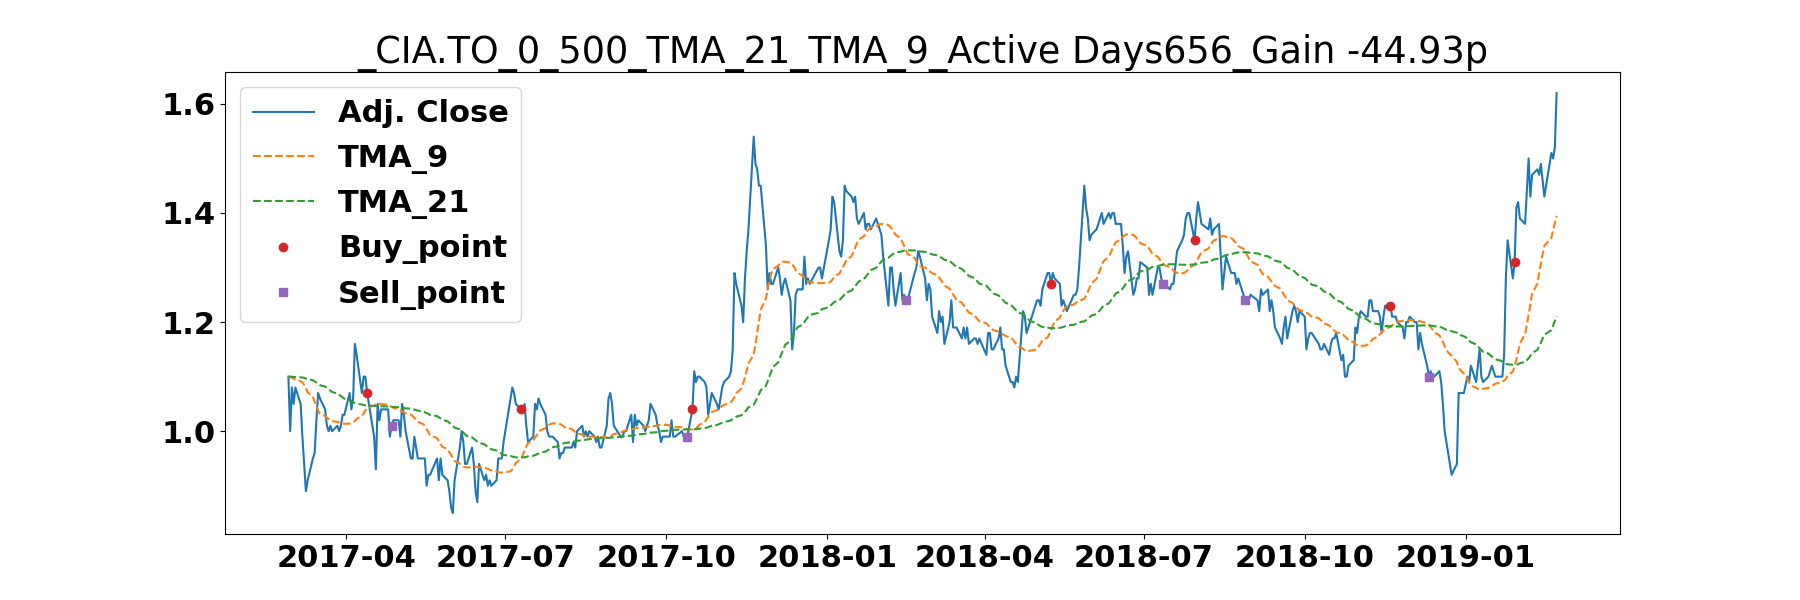 _CIA.TO_0_500_TMA_21_TMA_9_Active Days656_Gain -44.93p
1.6
1.4
1.2
1.0
Adj. Close
TMA_9
TMA_21
Buy_point
Sell_point
2017-04 2017-07 2017-10 2018-01 2018-04 2018-07 2018-10 2019-01